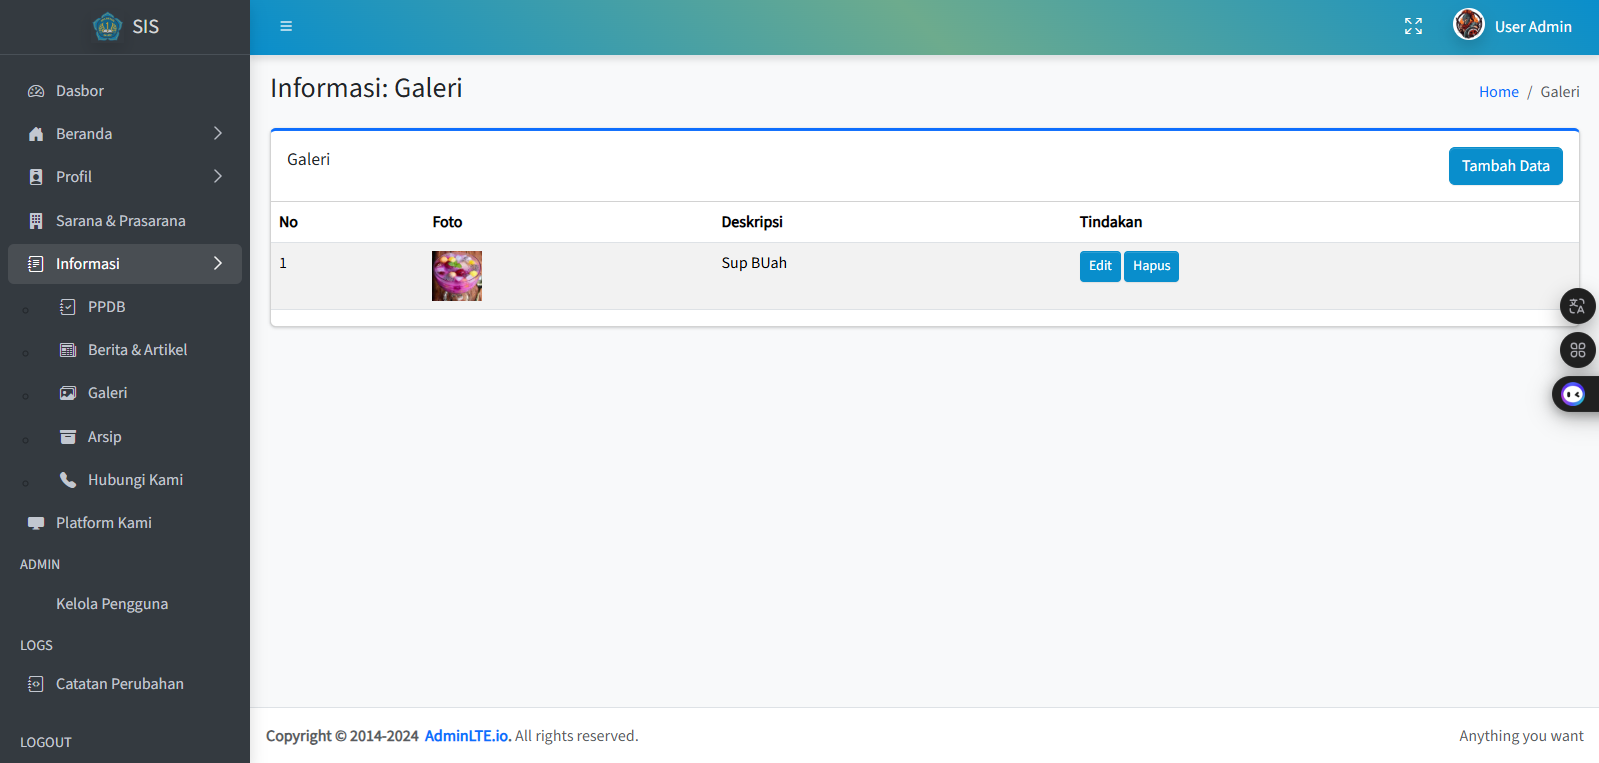 SIS
User Admin
Dasbor
Beranda
Profil
Sarana & Prasarana
Informasi
PPDB
Berita & Artikel
Galeri
Arsip
Hubungi Kami
Platform Kami
ADMIN
Kelola Pengguna
LOGS
Catatan Perubahan
LOGOUT
Informasi: Galeri
Home / Galeri
Galeri
Tambah Data
No Foto Deskripsi Tindakan
1 Sup BUah Edit Hapus
Copyright © 2014-2024 AdminLTE.io. All rights reserved.
Anything you want